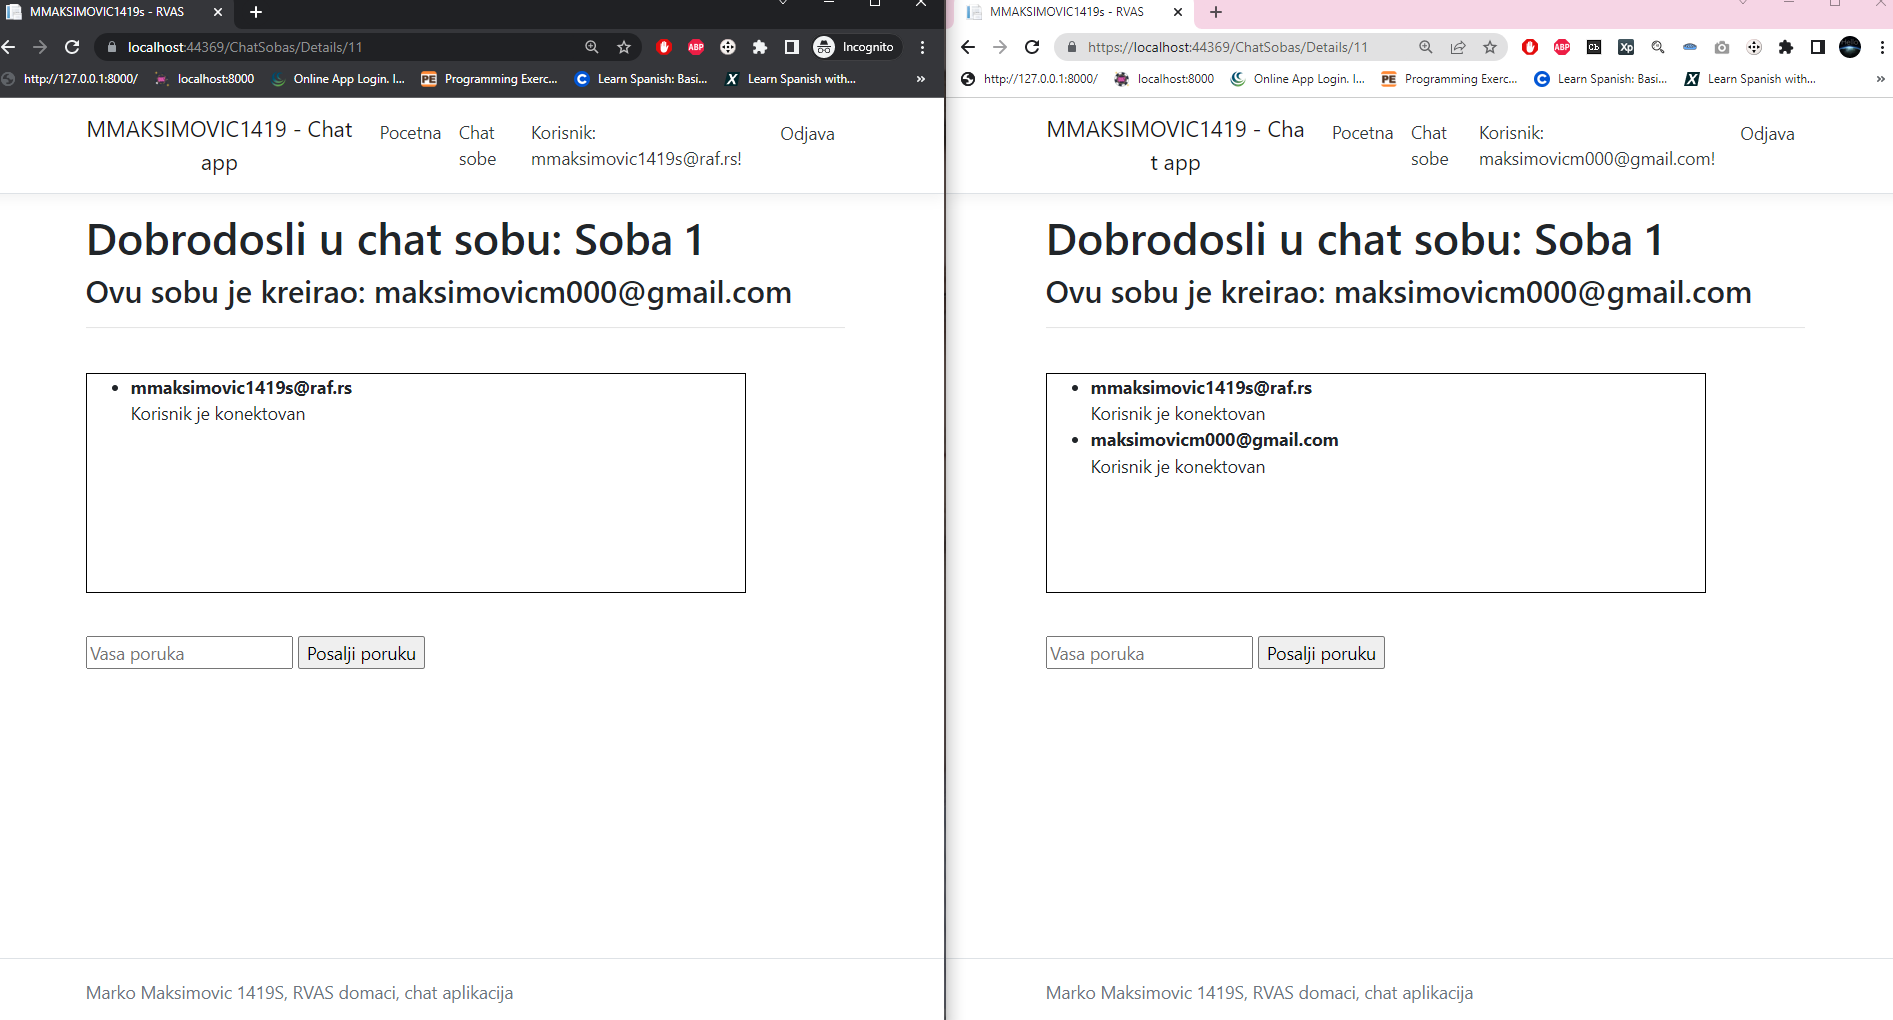 MMAKSIMOVIC1419s - RVAS
localhost:44369/ChatSobas/Details/11
ABP
Incognito
http://127.0.0.1:8000/
localhost:8000
Online App Login. I...
PE Programming Exerc...
C Learn Spanish: Basi...
X Learn Spanish with...
»
MMAKSIMOVIC1419 - Chat
app
Pocetna
Chat
sobe
Korisnik:
mmaksimovic1419s@raf.rs!
Odjava
Dobrodosli u chat sobu: Soba 1
Ovu sobu je kreirao: maksimovicm000@gmail.com
mmaksimovic1419s@raf.rs
Korisnik je konektovan
Vasa poruka
Posalji poruku
Marko Maksimovic 1419S, RVAS domaci, chat aplikacija
MMAKSIMOVIC1419s - RVAS
https://localhost:44369/ChatSobas/Details/11
ABP
Cb
Xp
http://127.0.0.1:8000/
localhost:8000
Online App Login. I...
PE Programming Exerc...
C Learn Spanish: Basi...
X Learn Spanish with...
»
MMAKSIMOVIC1419 - Cha
t app
Pocetna
Chat
sobe
Korisnik:
maksimovicm000@gmail.com!
Odjava
Dobrodosli u chat sobu: Soba 1
Ovu sobu je kreirao: maksimovicm000@gmail.com
mmaksimovic1419s@raf.rs
Korisnik je konektovan
maksimovicm000@gmail.com
Korisnik je konektovan
Vasa poruka
Posalji poruku
Marko Maksimovic 1419S, RVAS domaci, chat aplikacija